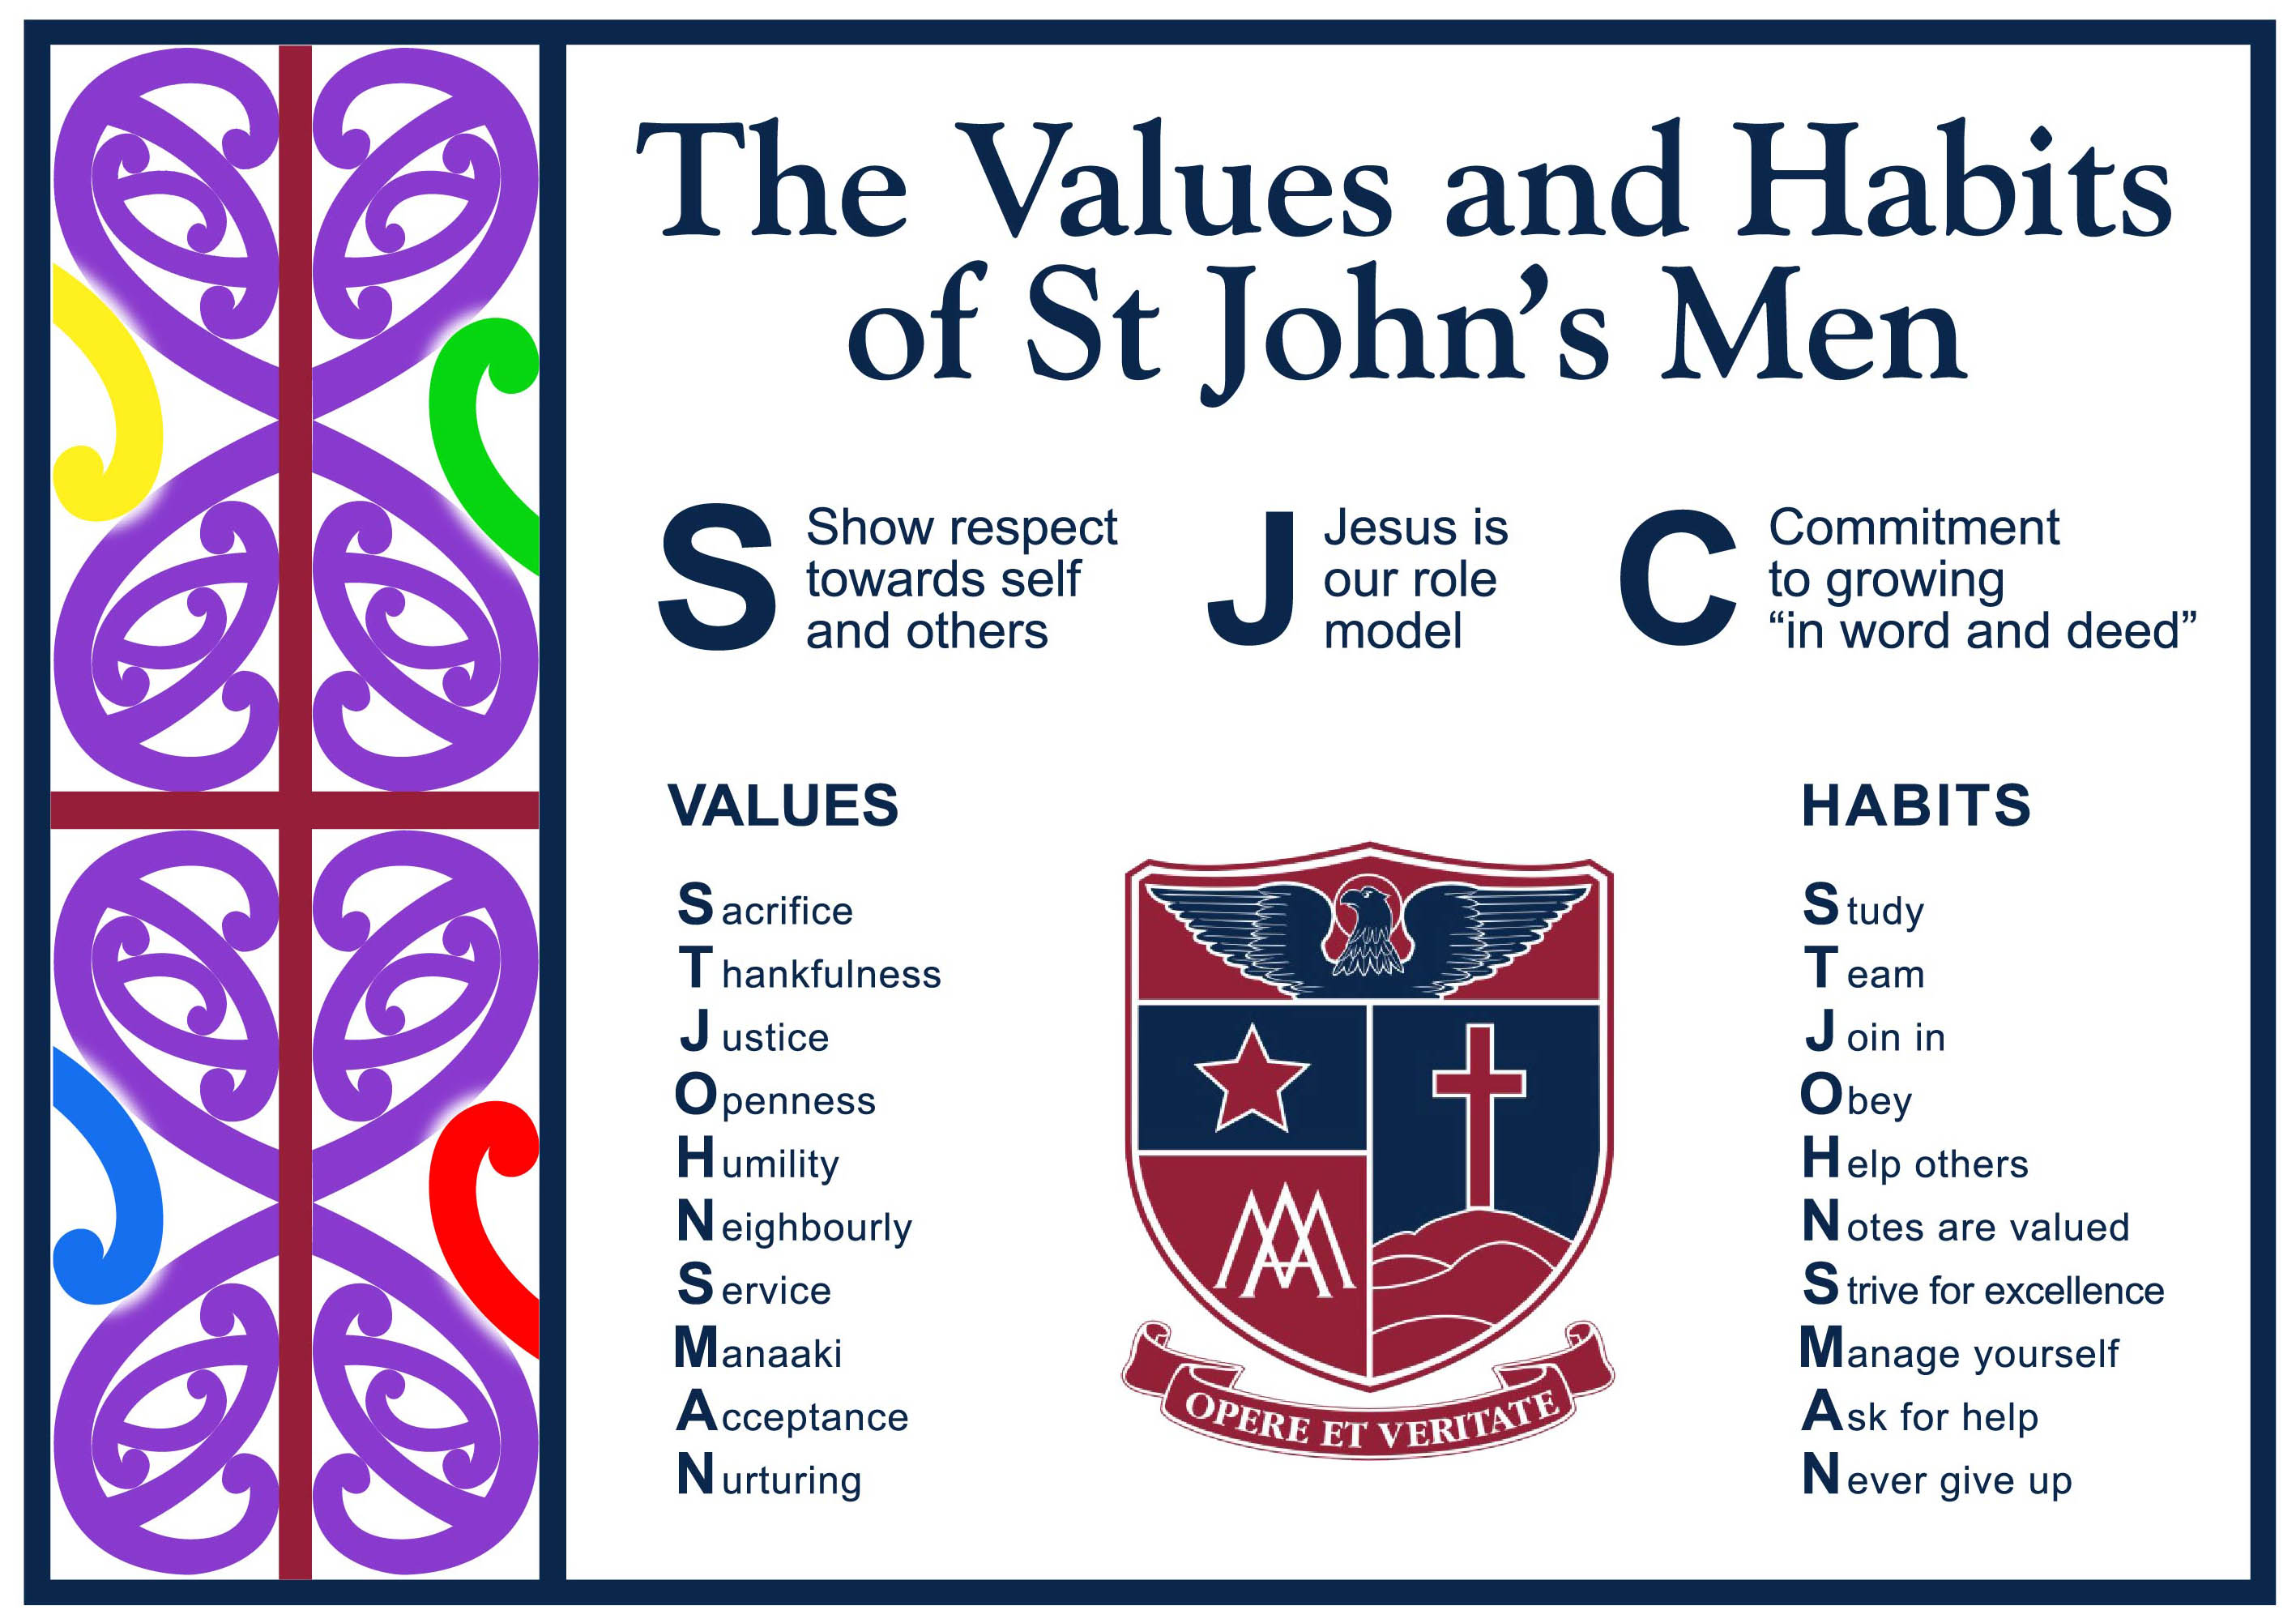 The Values and Habits
of St John's Men
S
Show respect
towards self
and others
J
Jesus is
our role
model
C
Commitment
to growing
“in word and deed”
VALUES
Sacrifice
Thankfulness
Justice
Openness
Humility
Neighbourly
Service
Manaaki
Acceptance
Nurturing
OPERE ET VERITATE
HABITS
Study
Team
Join in
Obey
Help others
Notes are valued
Strive for excellence
Manage yourself
Ask for help
Never give up